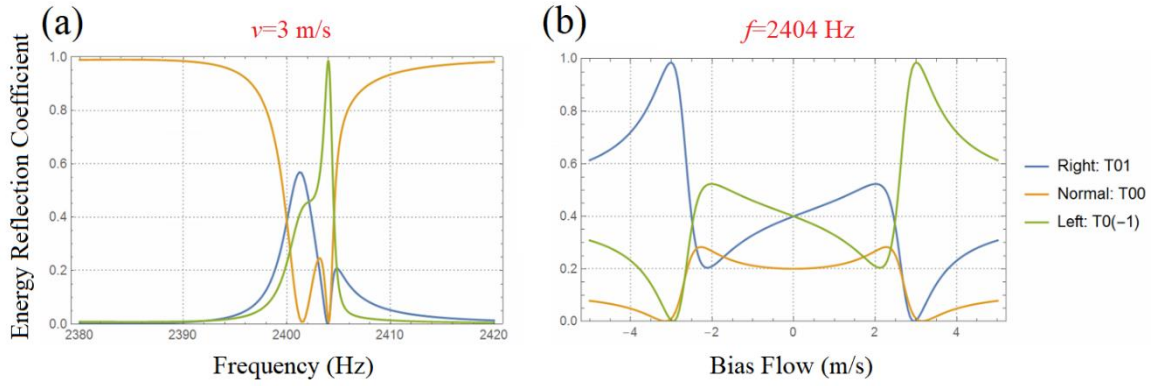 (a)
v=3 m/s
(b)
f=2404 Hz
Energy Reflection Coefficient
1.0
0.8
0.6
0.4
0.2
0.0
2380
2390
2400
2410
2420
Frequency (Hz)
1.0
0.8
0.6
0.4
0.2
0.0
−4
−2
0
2
4
Bias Flow (m/s)
Right: T01
Normal: T00
Left: T0(−1)